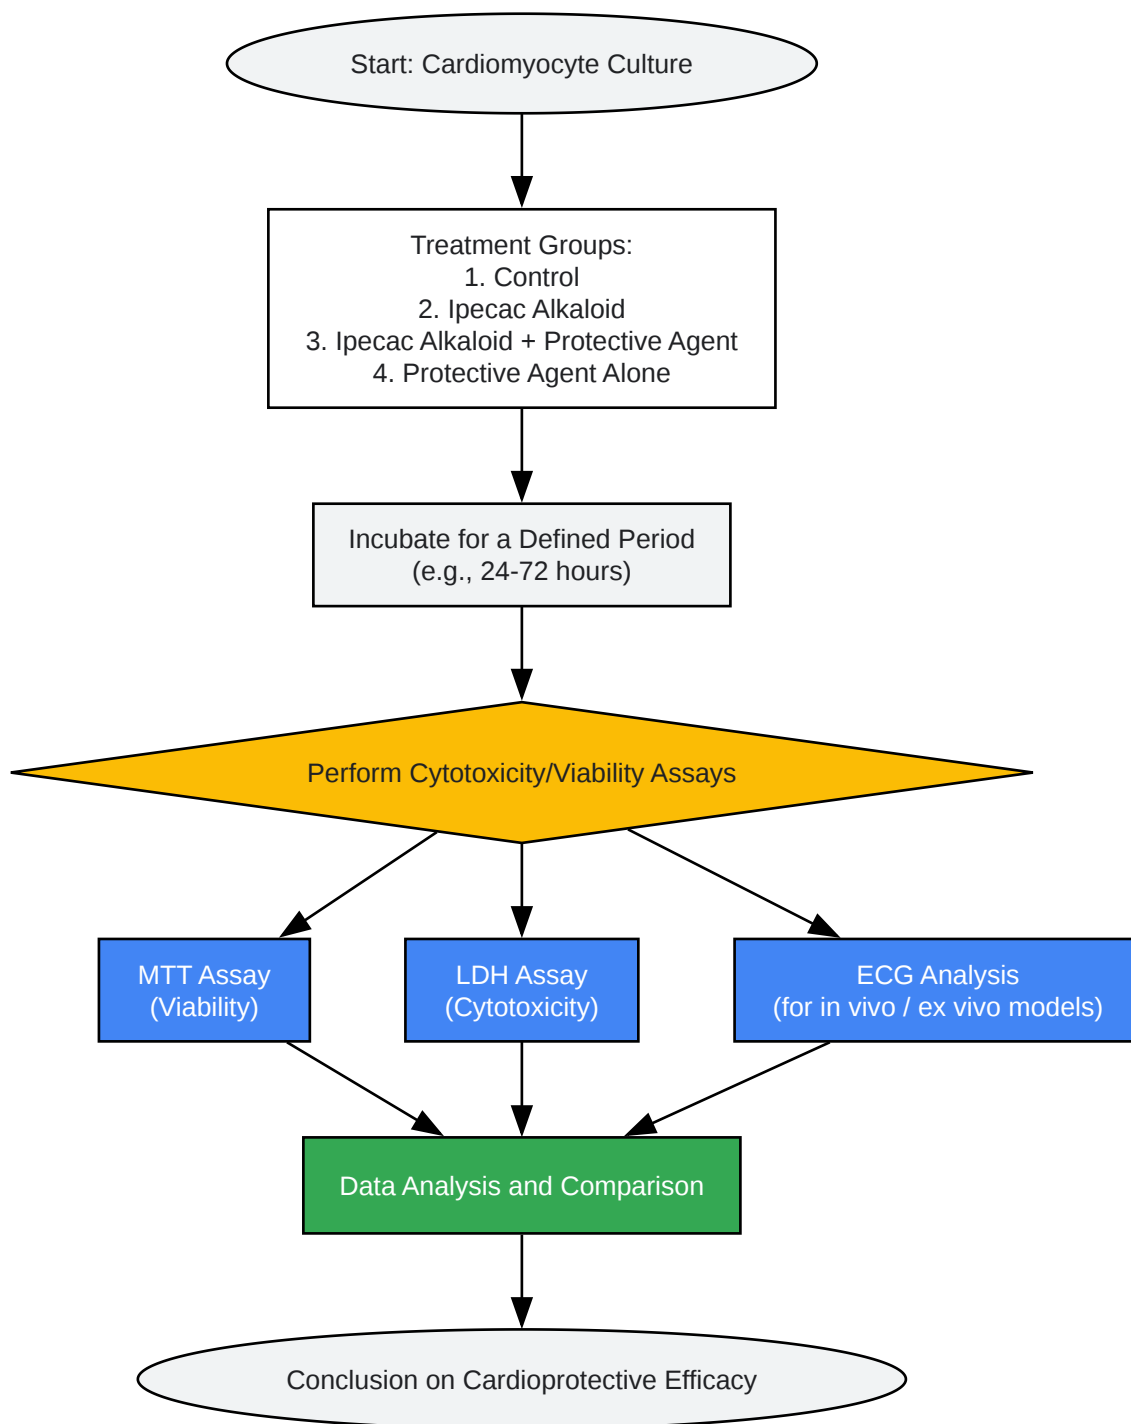 Start: Cardiomyocyte Culture
Treatment Groups:
1. Control
2. Ipecac Alkaloid
3. Ipecac Alkaloid + Protective Agent
4. Protective Agent Alone
Incubate for a Defined Period
(e.g., 24-72 hours)
Perform Cytotoxicity/Viability Assays
MTT Assay
(Viability)
LDH Assay
(Cytotoxicity)
ECG Analysis
(for in vivo / ex vivo models)
Data Analysis and Comparison
Conclusion on Cardioprotective Efficacy